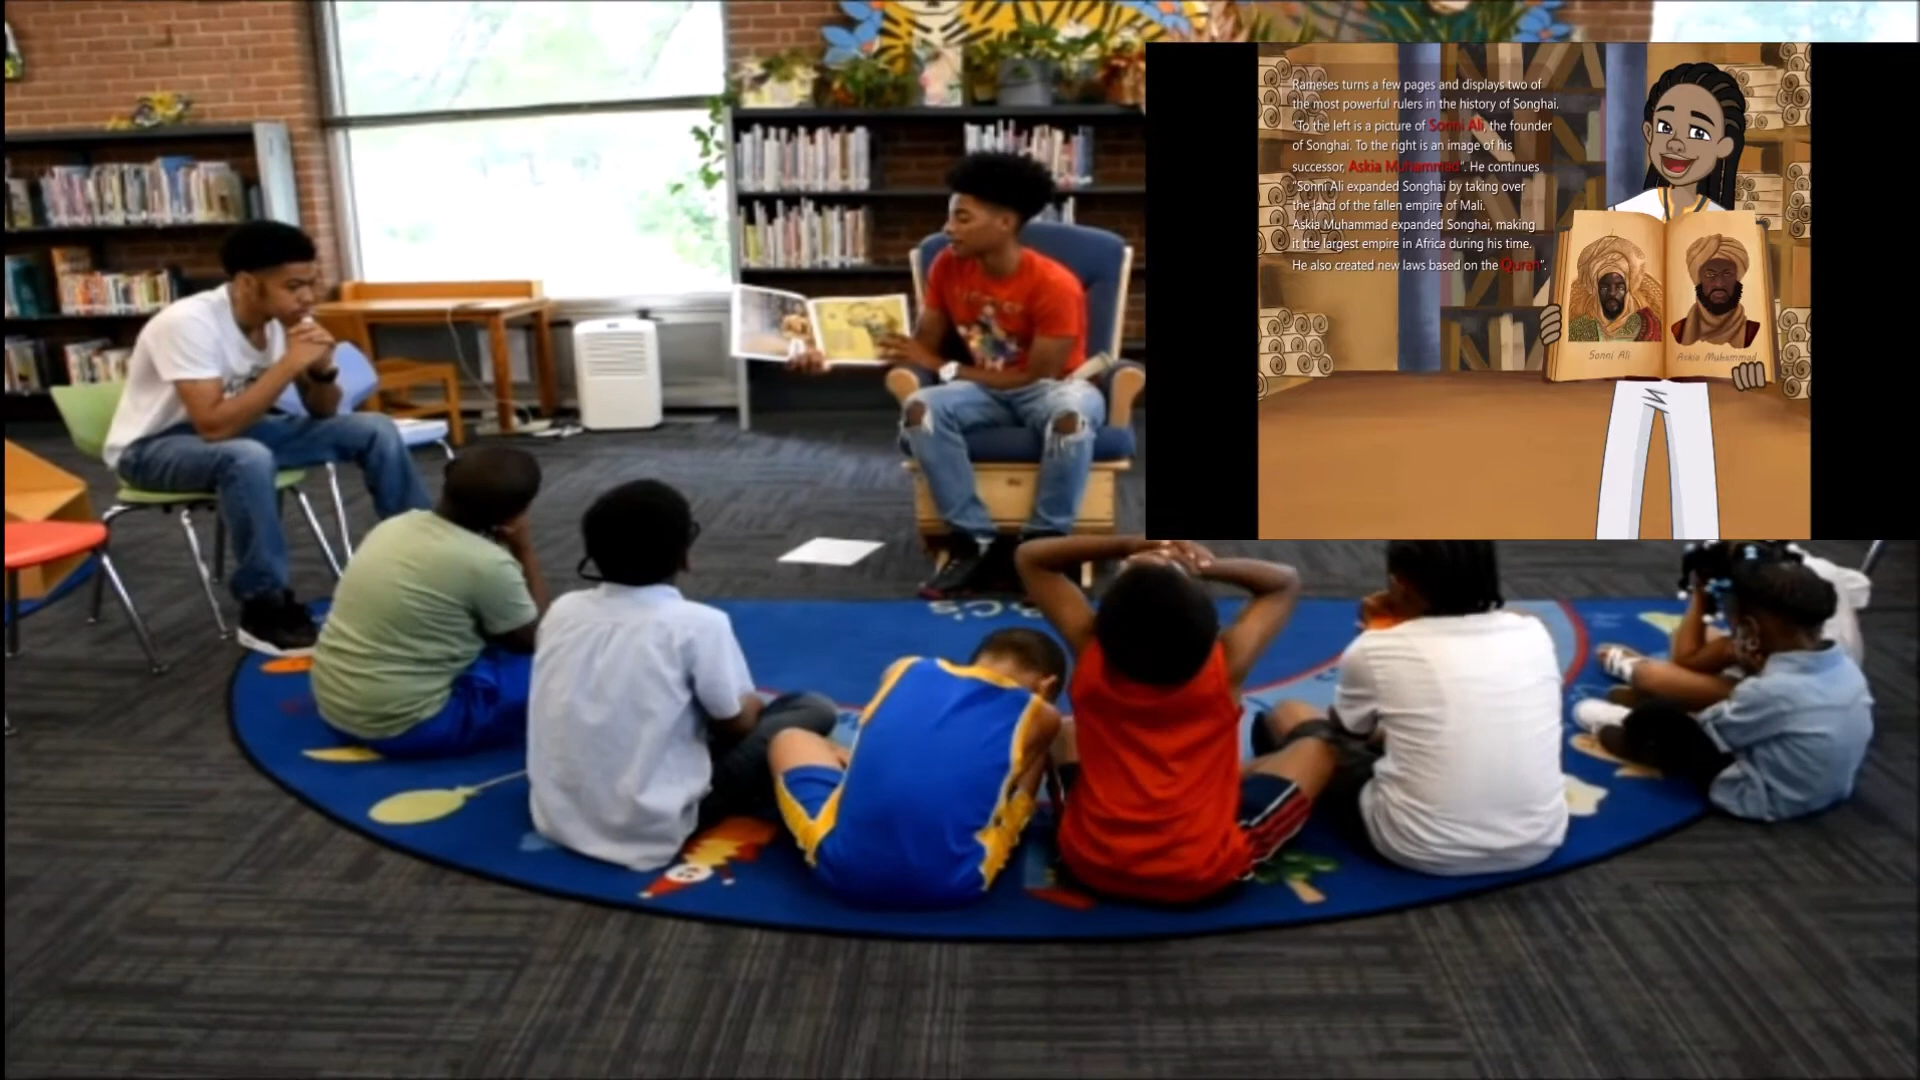 Rameses turns a few pages and displays two of
the most powerful rulers in the history of Songhai.
"To the left is a picture of Sonni Ali, the founder
of Songhai. To the right is an image of his
successor, Askia Muhammad". He continues
"Sonni Ali expanded Songhai by taking over
the land of the fallen empire of Mali.
Askia Muhammad expanded Songhai, making
it the largest empire in Africa during his time.
He also created new laws based on the Quran".
Sonni Ali
Askia Muhammad